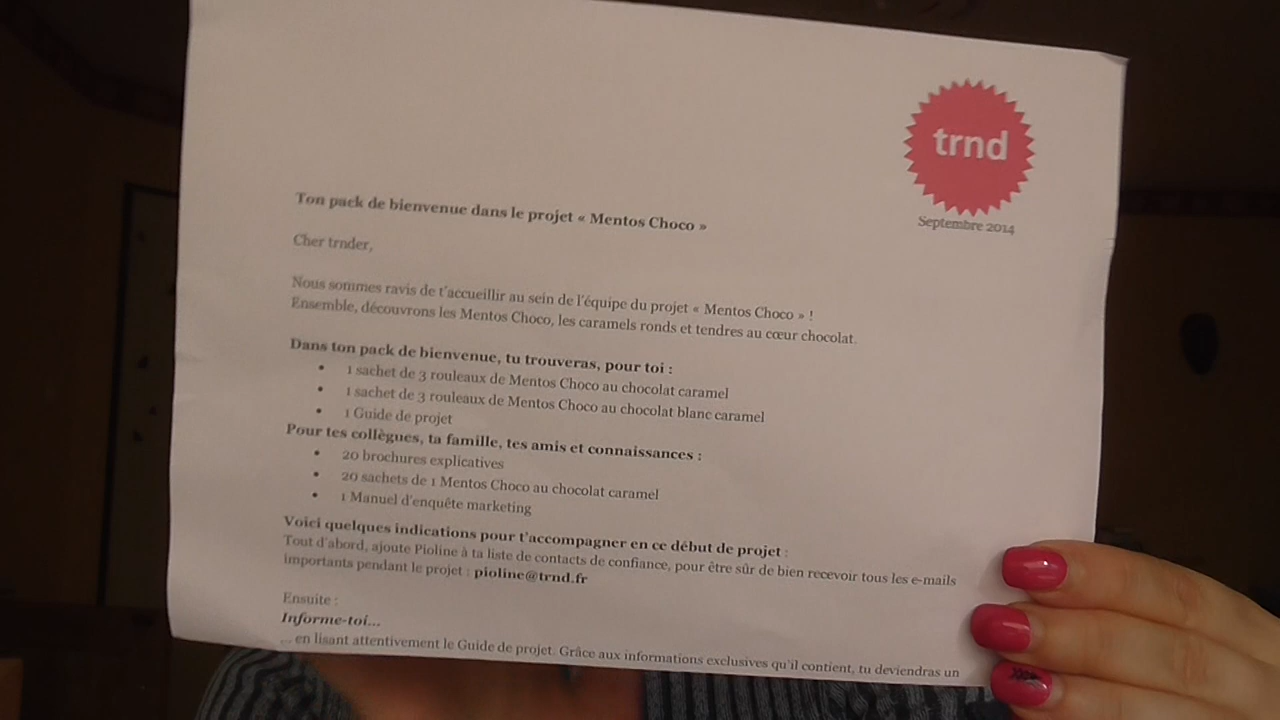 trnd
Septembre 2014
Ton pack de bienvenue dans le projet « Mentos Choco »
Cher trnder,
Nous sommes ravis de t'accueillir au sein de l'équipe du projet « Mentos Choco » !
Ensemble, découvrons les Mentos Choco, les caramels ronds et tendres au cœur chocolat.
Dans ton pack de bienvenue, tu trouveras, pour toi :
• 1 sachet de 3 rouleaux de Mentos Choco au chocolat caramel
• 1 sachet de 3 rouleaux de Mentos Choco au chocolat blanc caramel
• 1 Guide de projet
Pour tes collègues, ta famille, tes amis et connaissances :
• 20 brochures explicatives
• 20 sachets de 1 Mentos Choco au chocolat caramel
• 1 Manuel d'enquête marketing
Voici quelques indications pour t'accompagner en ce début de projet :
Tout d'abord, ajoute Pioline à ta liste de contacts de confiance, pour être sûr de bien recevoir tous les e-mails
importants pendant le projet : pioline@trnd.fr
Ensuite :
Informe-toi...
... en lisant attentivement le Guide de projet. Grâce aux informations exclusives qu'il contient, tu deviendras un